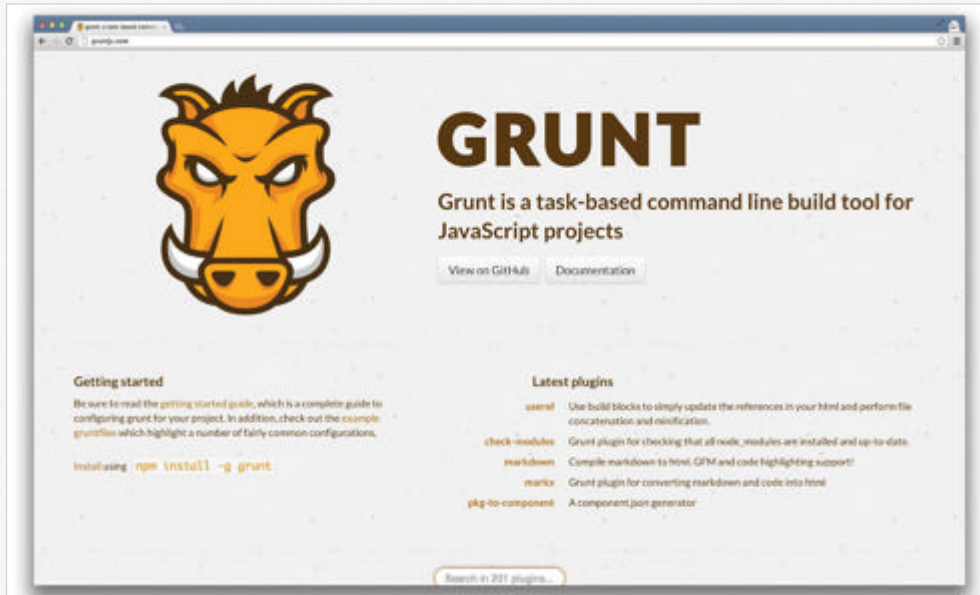 gruntjs.com
GRUNT
Grunt is a task-based command line build tool for
JavaScript projects
View on GitHub Documentation
Getting started
Be sure to read the getting started guide, which is a complete guide to
configuring grunt for your project. In addition, check out the example
gruntfiles which highlight a number of fairly common configurations.
Install using npm install -g grunt
Latest plugins
useref Use build blocks to simply update the references in your html and perform file
concatenation and minification.
check-modules Grunt plugin for checking that all node_modules are installed and up-to-date.
markdown Compile markdown to html. GFM and code highlighting support!
markx Grunt plugin for converting markdown and code into html
pkg-to-component A component.json generator
Search in 201 plugins...